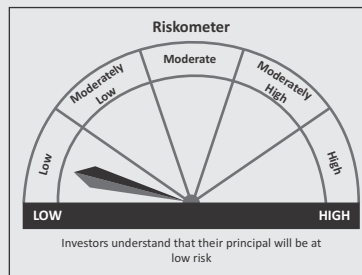 Riskometer
Moderate
Moderately
Low
Moderately
High
Low
High
LOW
HIGH
Investors understand that their principal will be at
low risk